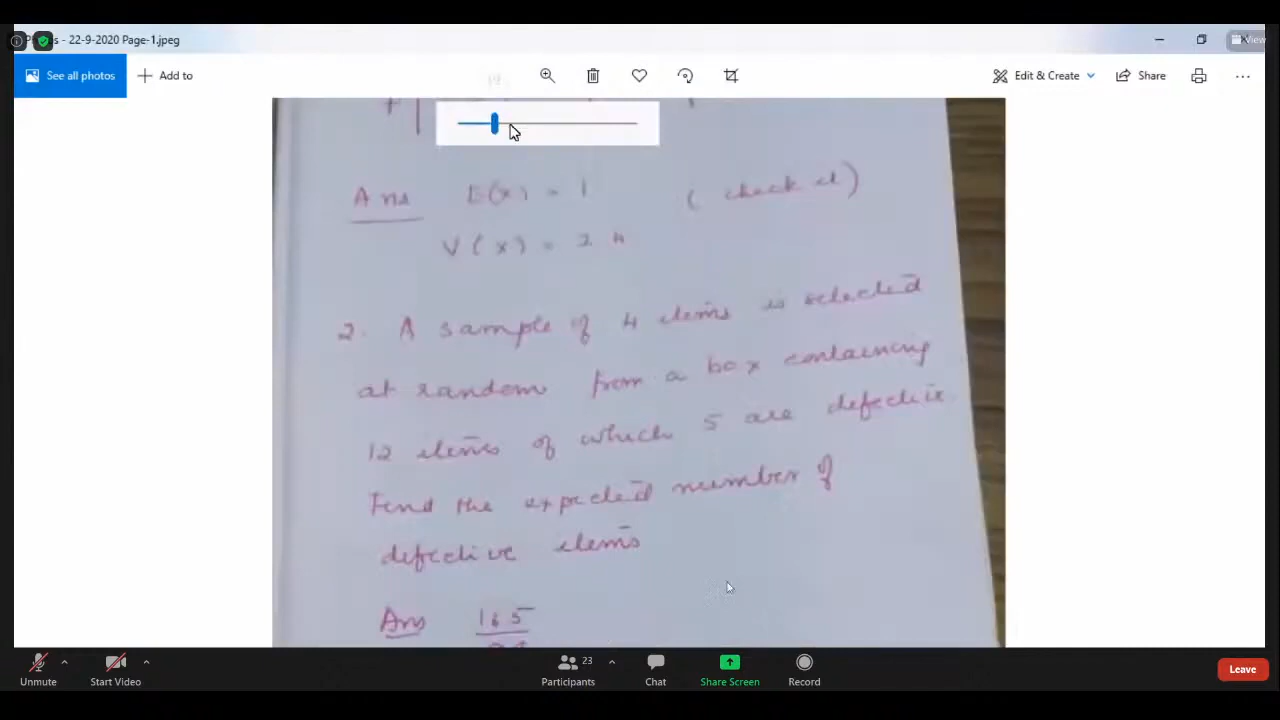 Photos - 22-9-2020 Page-1.jpeg
View
See all photos
Add to
Edit & Create
Share
Ans E(x) = 1 (check it)
V(x) = 2 4
2. A sample of 4 items is selected
at random from a box containing
12 items of which 5 are defective
Find the expected number of
defective items
Ans 165
Unmute
Start Video
Participants
23
Chat
Share Screen
Record
Leave